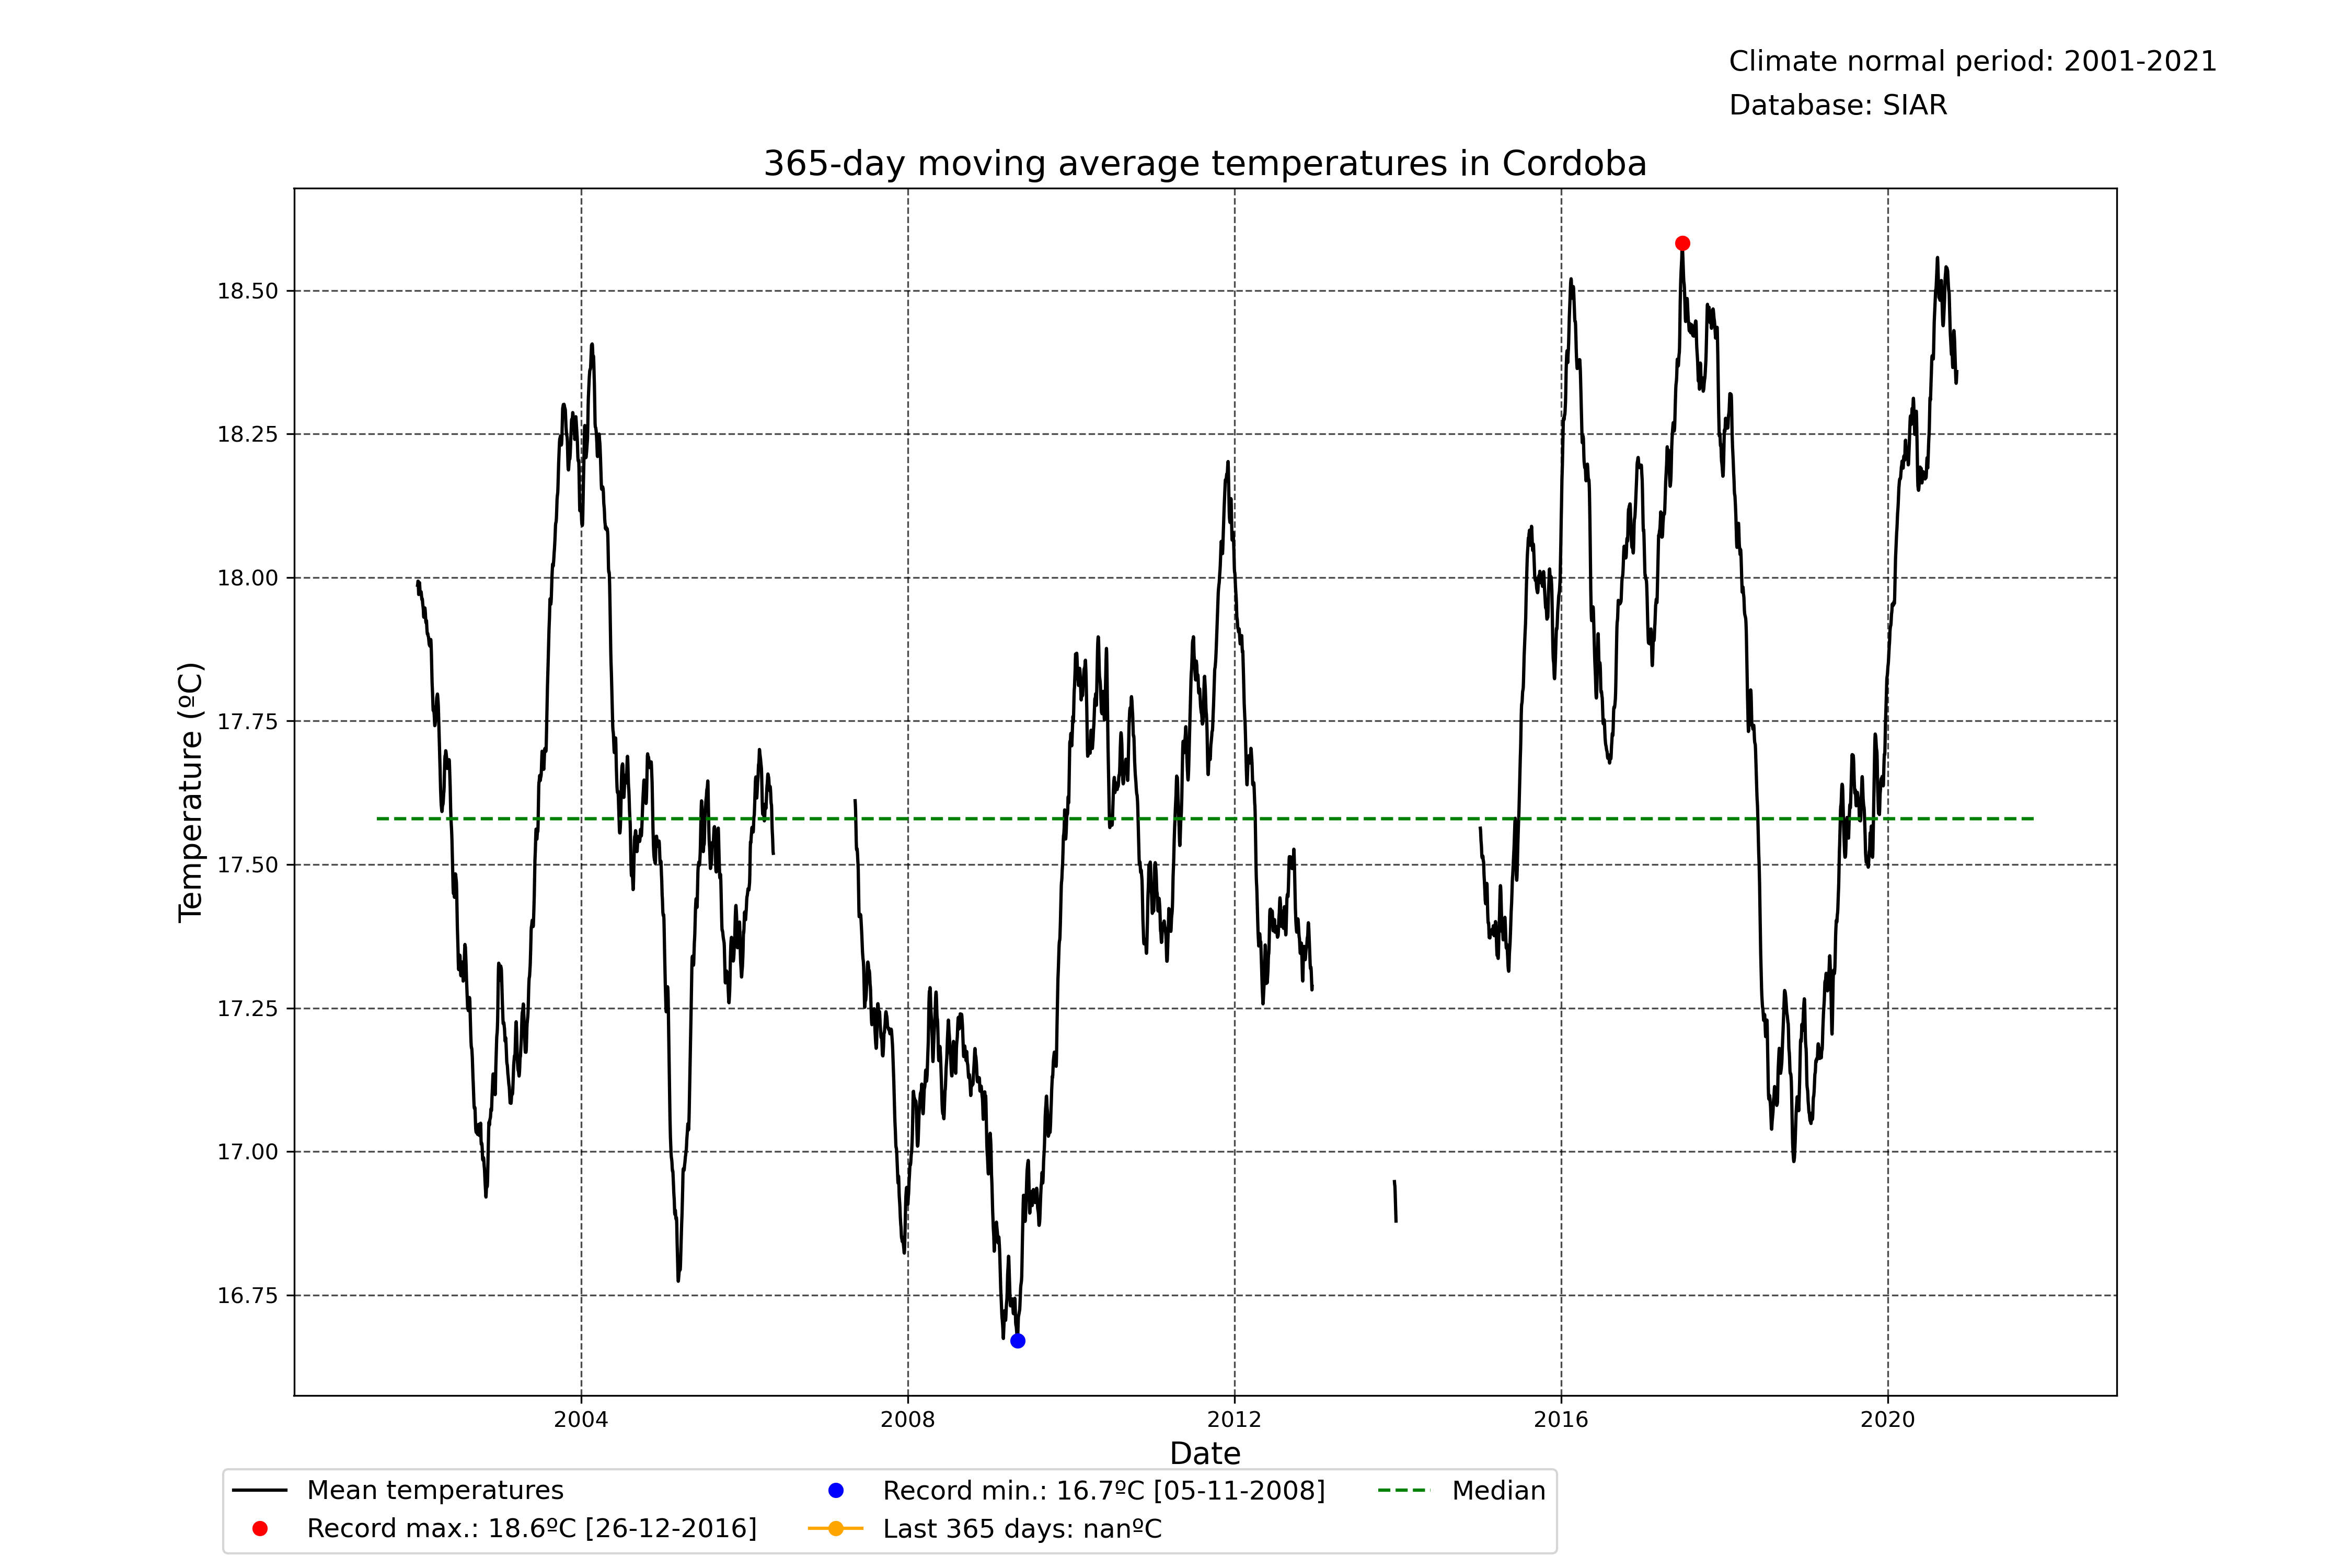 Climate normal period: 2001-2021
Database: SIAR
365-day moving average temperatures in Cordoba
18.50
18.25
18.00
17.75
17.50
17.25
17.00
16.75
Temperature (ºC)
2004 2008 2012 2016 2020
Date
Mean temperatures
Record max.: 18.6ºC [26-12-2016]
Record min.: 16.7ºC [05-11-2008]
Last 365 days: nanºC
Median